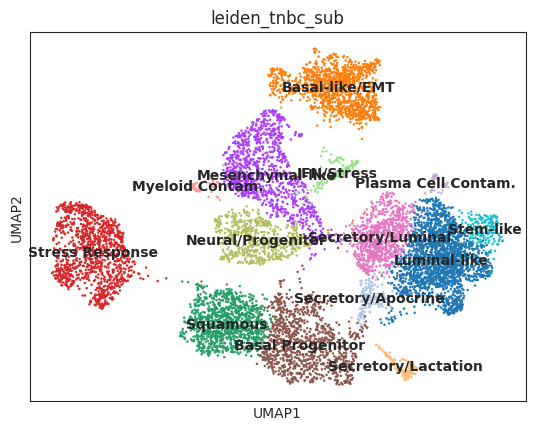 leiden_tnbc_sub
Basal-like/EMT
Mesenchymal-like
IFN/Stress
Myeloid Contam.
Plasma Cell Contam.
Stem-like
Neural/Progenitor
Secretory/Luminal
Stress Response
Luminal-like
Secretory/Apocrine
Squamous
Basal Progenitor
Secretory/Lactation
UMAP2
UMAP1